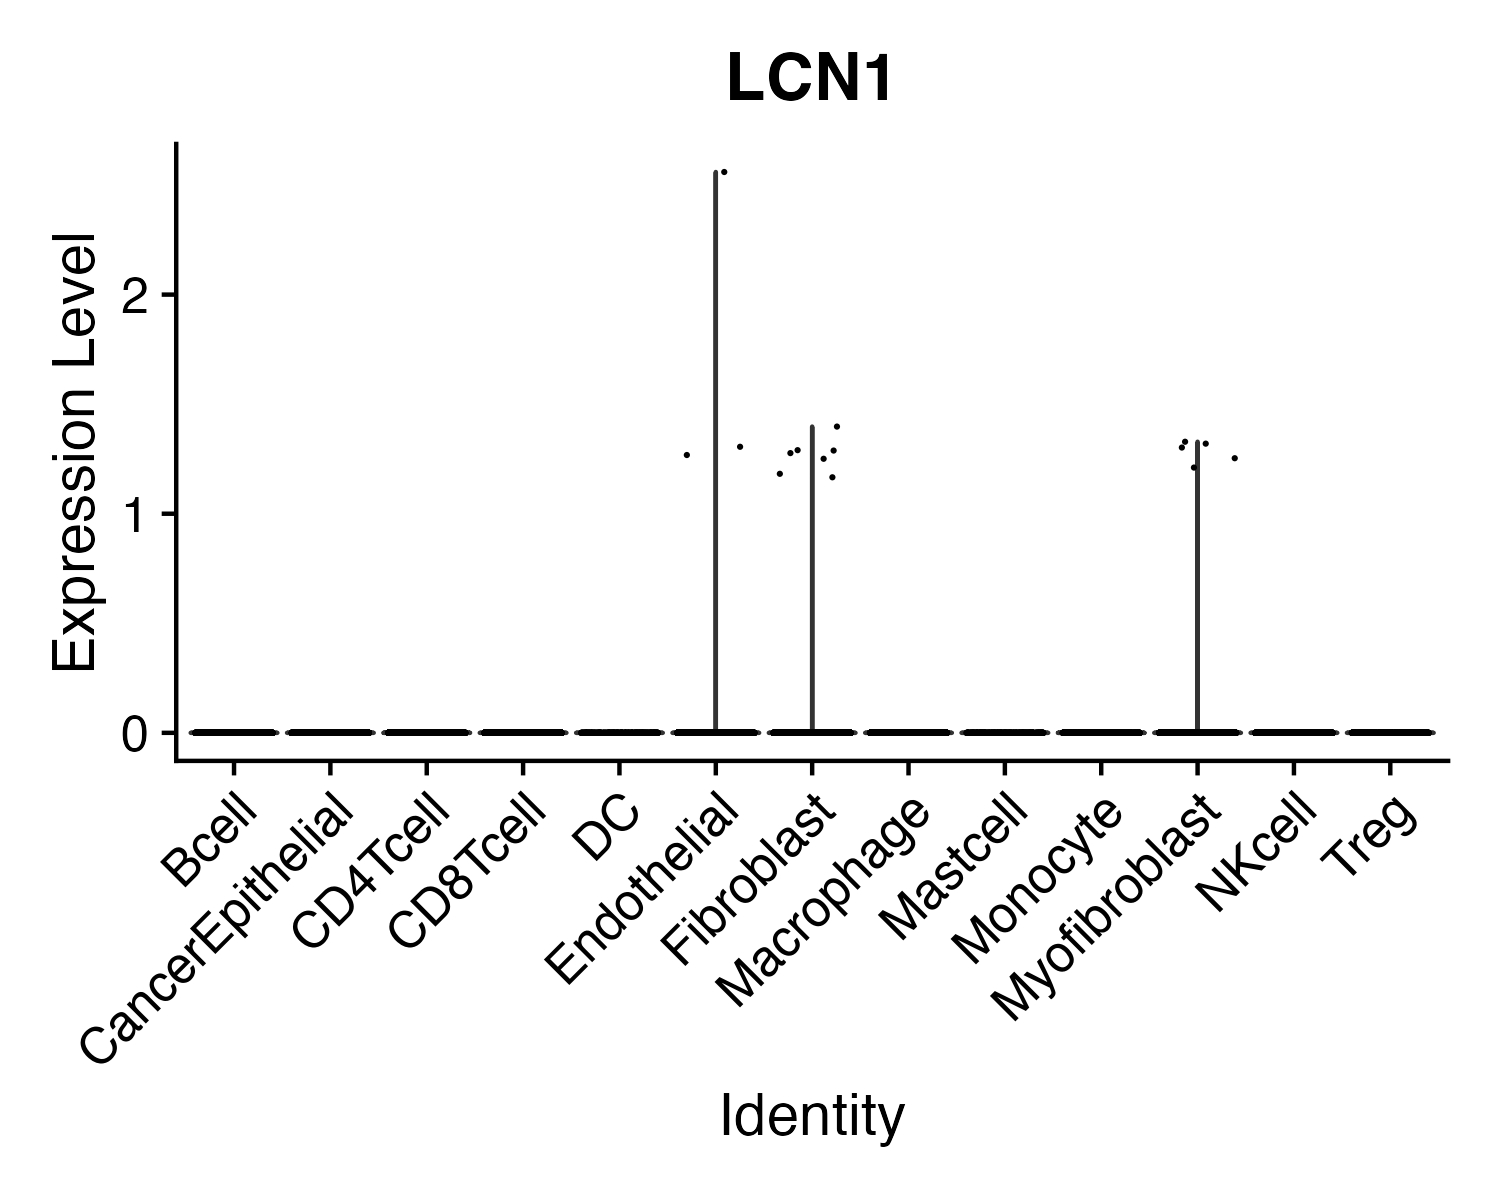 LCN1
Expression Level
2
1
0
Bcell
CancerEpithelial
CD4Tcell
CD8Tcell
DC
Endothelial
Fibroblast
Macrophage
Mastcell
Monocyte
Myofibroblast
NKcell
Treg
Identity